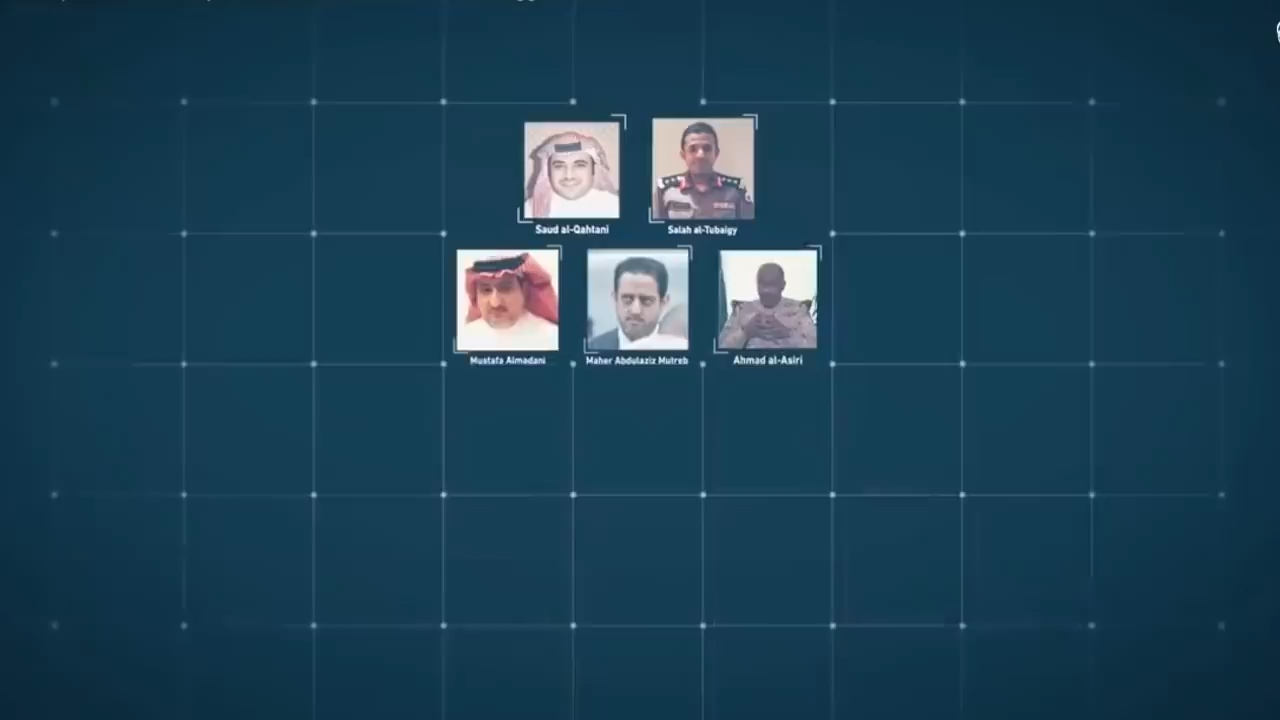 Saud al-Qahtani
Salah al-Tubaigy
Mustafa Almadani
Maher Abdulaziz Mutreb
Ahmad al-Asiri